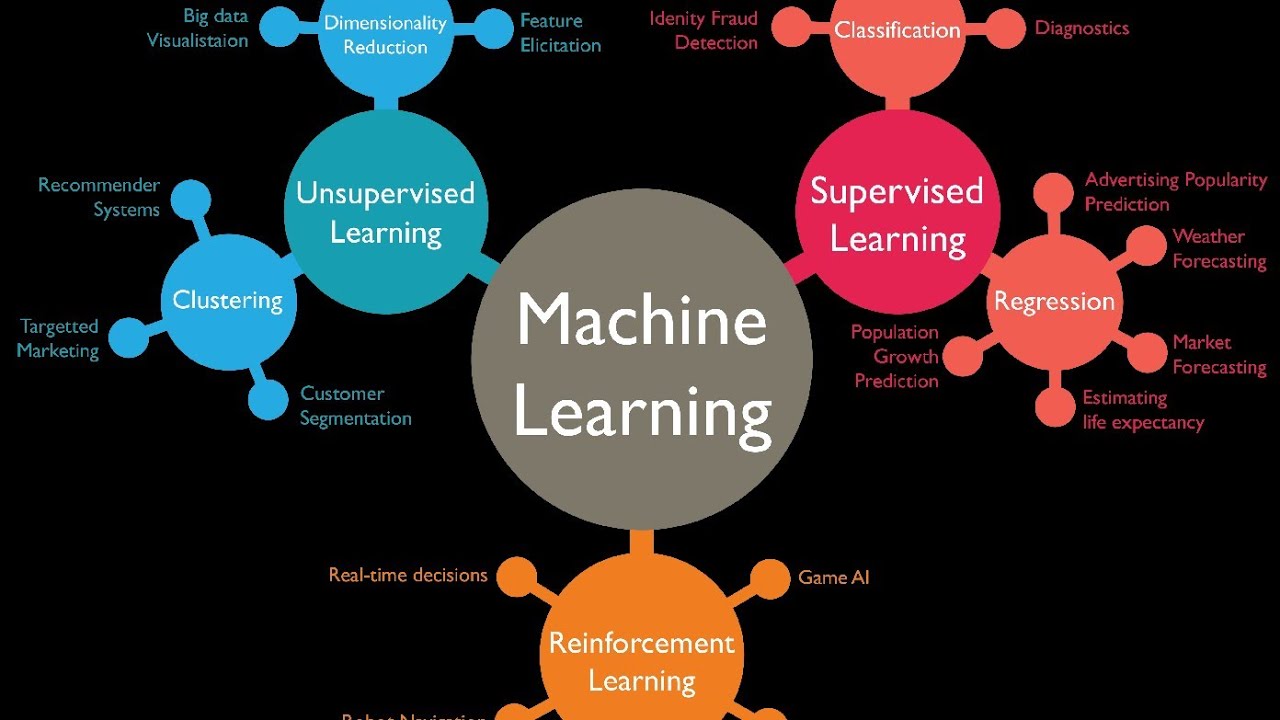 Big data
Visualistaion
Dimensionality
Reduction
Feature
Elicitation
Idenity Fraud
Detection
Classification
Diagnostics
Recommender
Systems
Unsupervised
Learning
Supervised
Learning
Advertising Popularity
Prediction
Weather
Forecasting
Clustering
Machine
Learning
Regression
Targetted
Marketing
Population
Growth
Prediction
Market
Forecasting
Customer
Segmentation
Estimating
life expectancy
Real-time decisions
Game AI
Reinforcement
Learning
Robot Navigation